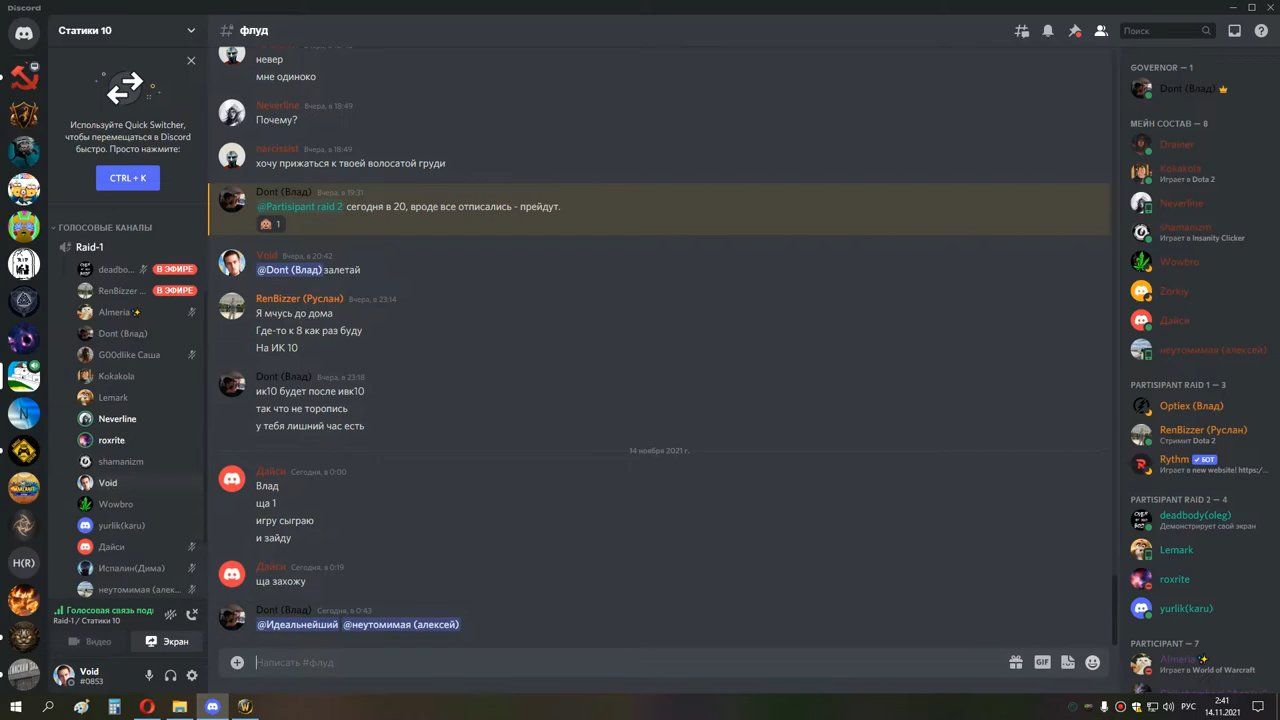 Discord
Статики 10
флуд
Поиск
Используйте Quick Switcher,
чтобы перемещаться в Discord
быстро. Просто нажмите:
CTRL + K
ГОЛОСОВЫЕ КАНАЛЫ
Raid-1
deadbo...
В ЭФИРЕ
RenBizzer ...
В ЭФИРЕ
Almeria
Dont (Влад)
G00dlike Саша
Kokakola
Lemark
Neverline
roxrite
shamanizm
Void
Wowbro
yurlik(karu)
Дайси
Испалин(Дима)
неутомимая (алек...
Голосовая связь подк
Raid-1 / Статики 10
Видео
Экран
Void
#0853
невер
мне одиноко
Neverline Вчера, в 18:49
Почему?
narcissist Вчера, в 18:49
хочу прижаться к твоей волосатой груди
Dont (Влад) Вчера, в 19:31
@Partisipant raid 2 сегодня в 20, вроде все отписались - прейдут.
1
Void Вчера, в 20:42
@Dont (Влад) залетай
RenBizzer (Руслан) Вчера, в 23:14
Я мчусь до дома
Где-то к 8 как раз буду
На ИК 10
Dont (Влад) Вчера, в 23:18
ик10 будет после ивк10
так что не торопись
у тебя лишний час есть
14 ноября 2021 г.
Дайси Сегодня, в 0:00
Влад
ща 1
игру сыграю
и зайду
Дайси Сегодня, в 0:19
ща захожу
Dont (Влад) Сегодня, в 0:43
@Идеальнейший @неутомимая (алексей)
Написать #флуд
GIF
GOVERNOR — 1
Dont (Влад)
МЕЙН СОСТАВ — 8
Drainer
Kokakola
Играет в Dota 2
Neverline
shamanizm
Играет в Insanity Clicker
Wowbro
Zorkiy
Дайси
неутомимая (алексей)
PARTISIPANT RAID 1 — 3
Optiex (Влад)
RenBizzer (Руслан)
Стримит Dota 2
Rythm БОТ
Играет в new website! https:/...
PARTISIPANT RAID 2 — 4
deadbody(oleg)
Демонстрирует свой экран
Lemark
roxrite
yurlik(karu)
PARTICIPANT — 7
Almeria
Играет в World of Warcraft
H(R)
РУС
2:41
14.11.2021